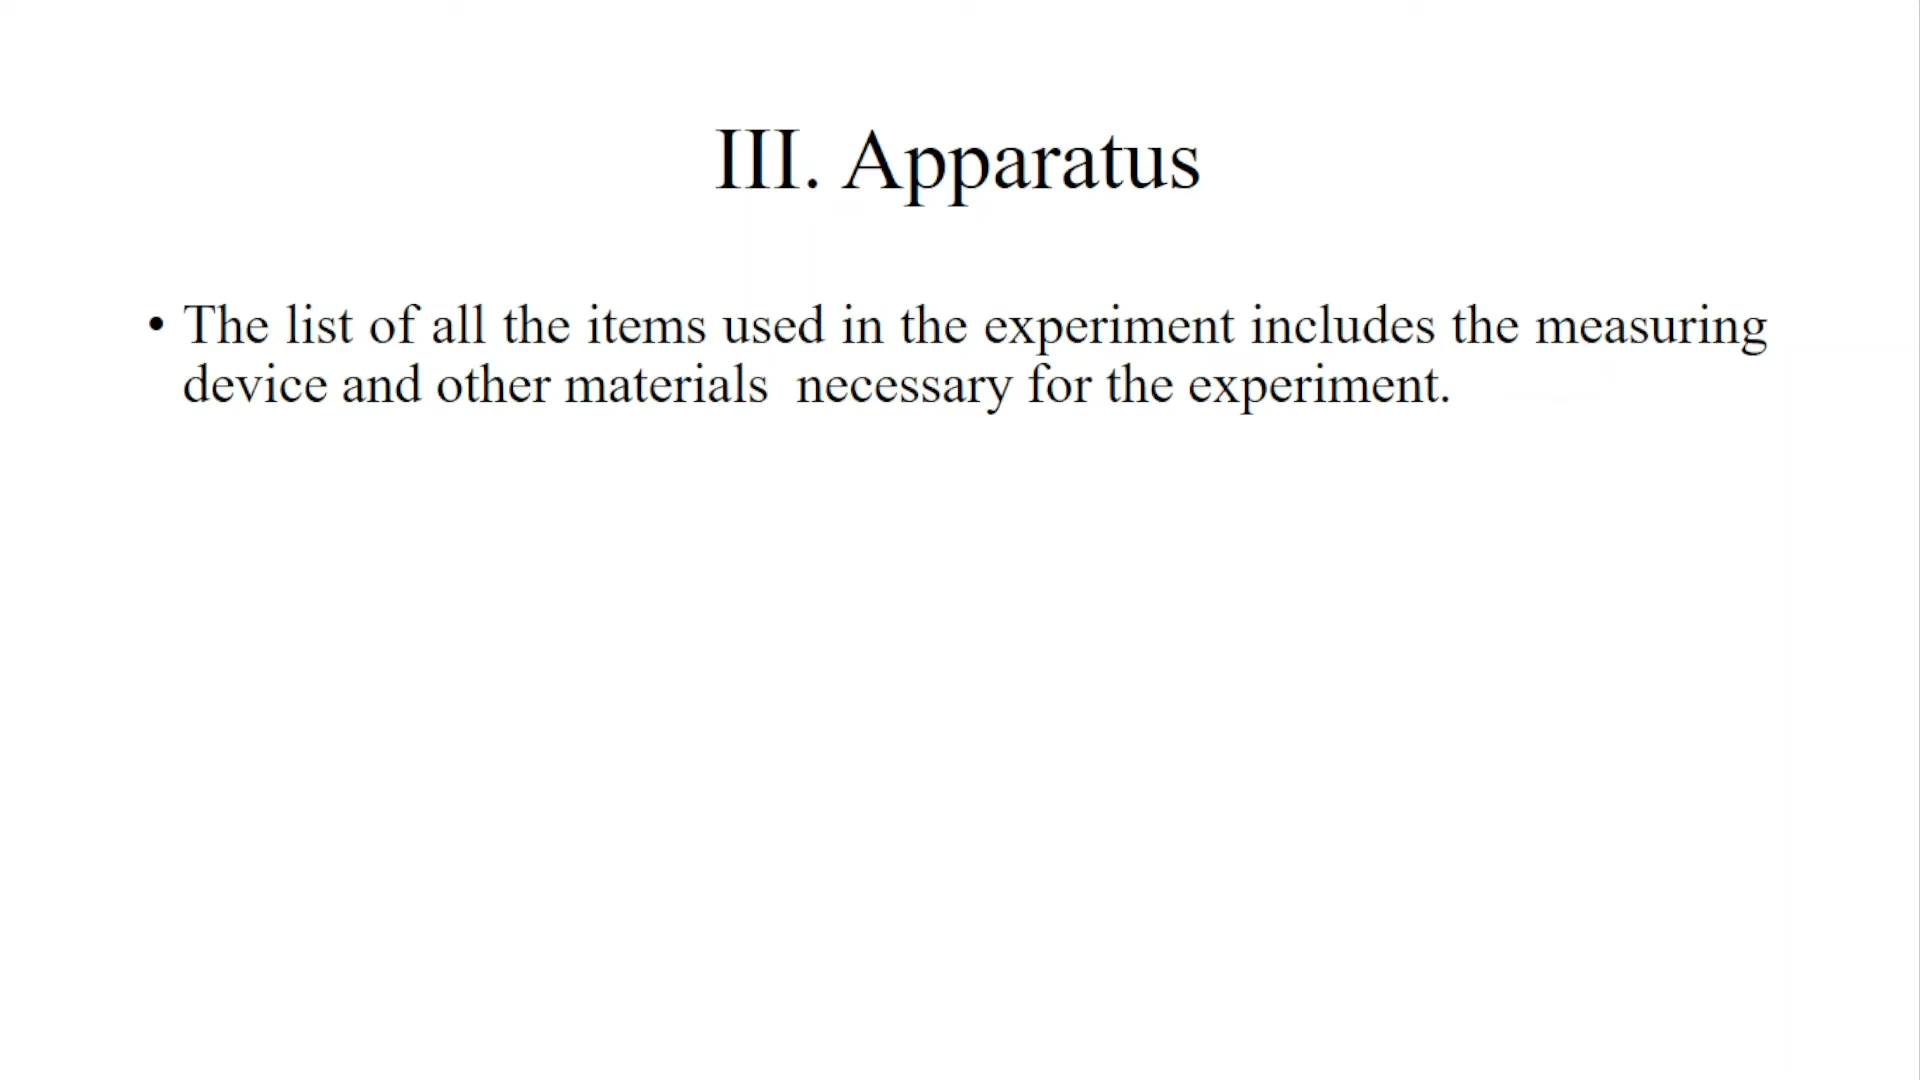 III. Apparatus
• The list of all the items used in the experiment includes the measuring
device and other materials  necessary for the experiment.